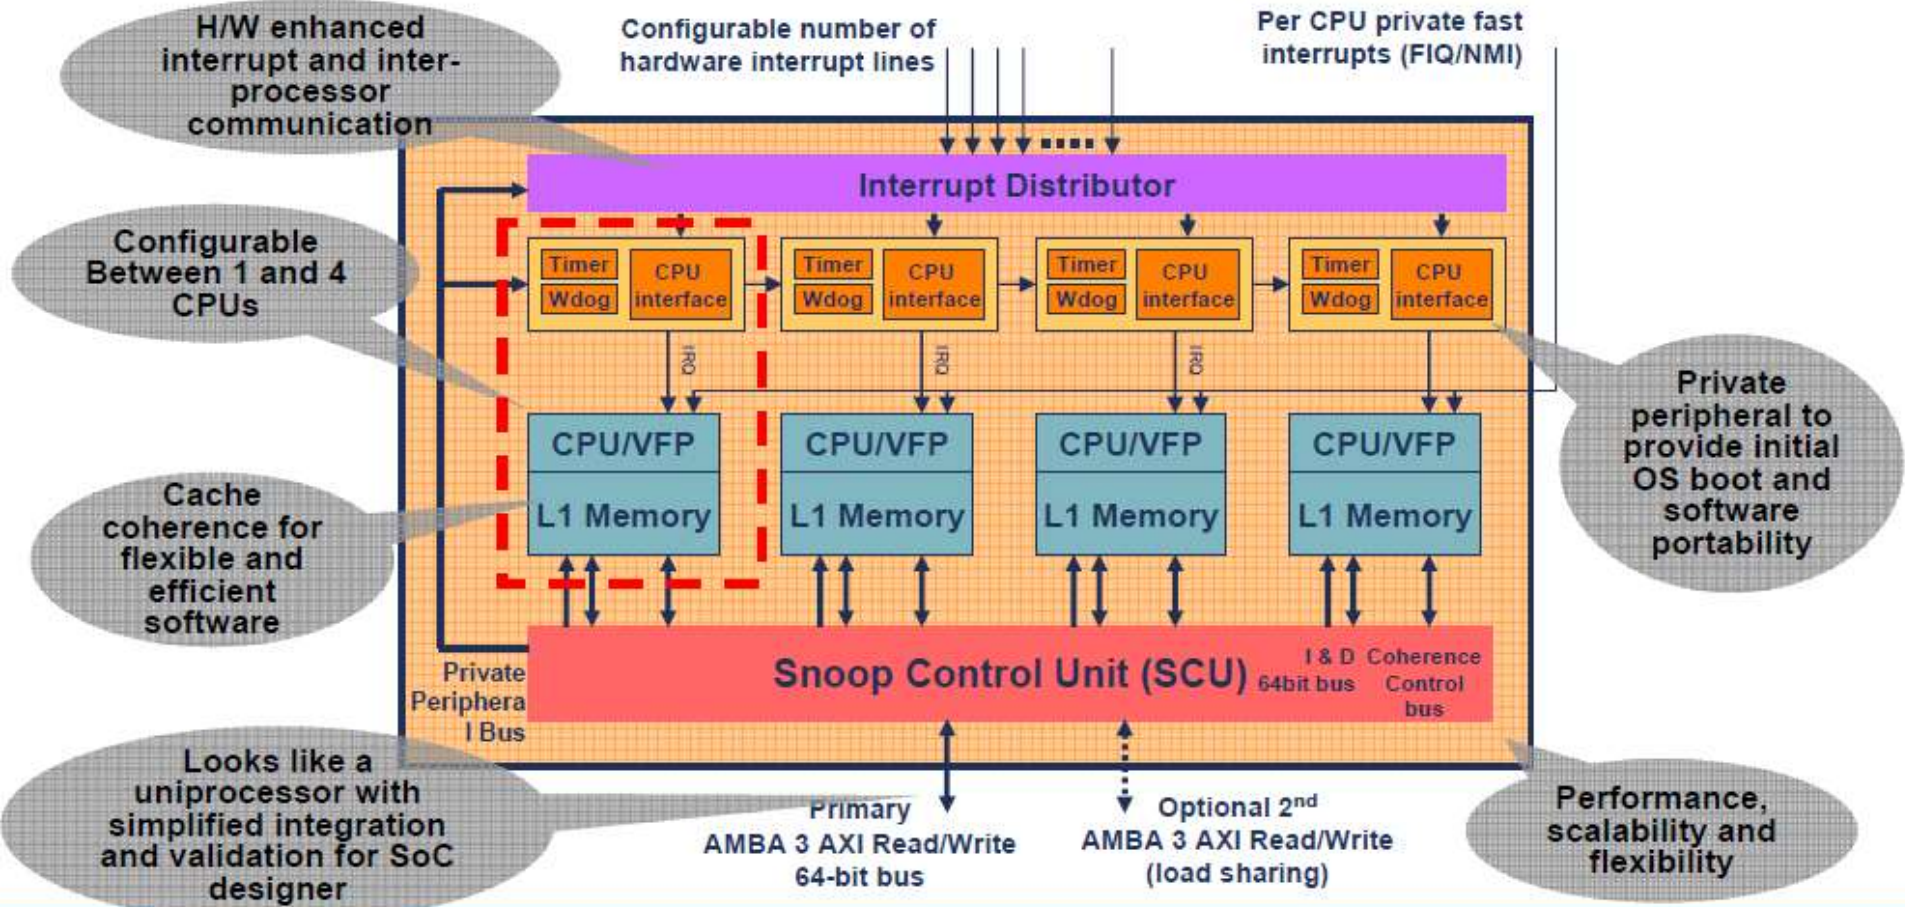 H/W enhanced
interrupt and inter-
processor
communication
Configurable number of
hardware interrupt lines
Per CPU private fast
interrupts (FIQ/NMI)
Interrupt Distributor
Configurable
Between 1 and 4
CPUs
Timer
Wdog
CPU
interface
Timer
Wdog
CPU
interface
Timer
Wdog
CPU
interface
Timer
Wdog
CPU
interface
IRQ
IRQ
IRQ
Private
peripheral to
provide initial
OS boot and
software
portability
CPU/VFP
L1 Memory
CPU/VFP
L1 Memory
CPU/VFP
L1 Memory
CPU/VFP
L1 Memory
Cache
coherence for
flexible and
efficient
software
Private
Periphera
l Bus
Snoop Control Unit (SCU)
I & D
64bit bus
Coherence
Control
bus
Looks like a
uniprocessor with
simplified integration
and validation for SoC
designer
Primary
AMBA 3 AXI Read/Write
64-bit bus
Optional 2nd
AMBA 3 AXI Read/Write
(load sharing)
Performance,
scalability and
flexibility